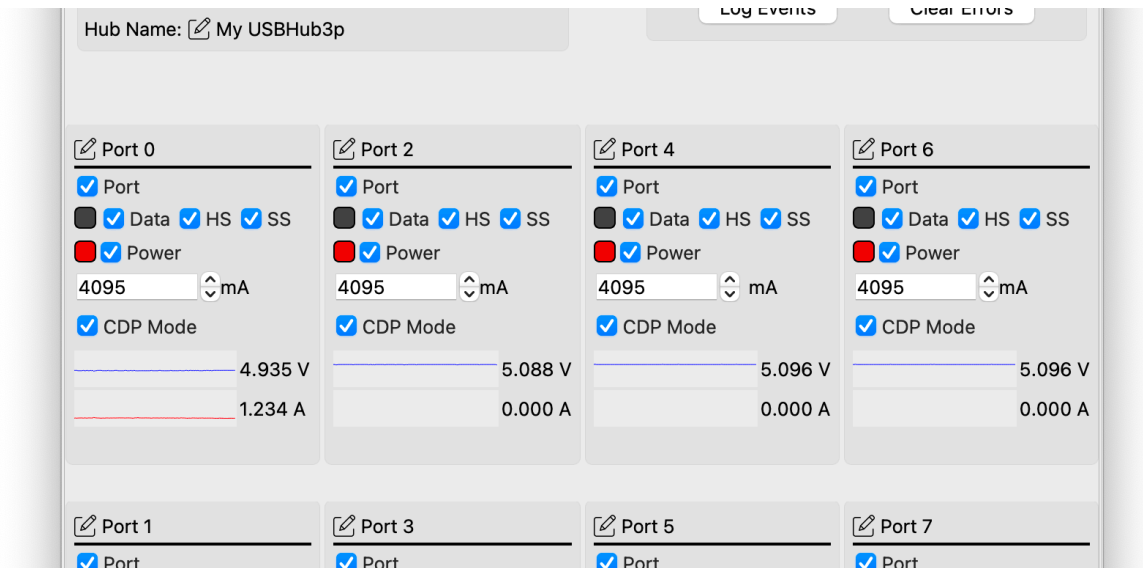 Log Events Clear Errors
Hub Name: My USBHub3p
Port 0
Port
Data HS SS
Power
4095 mA
CDP Mode
4.935 V
1.234 A
Port 2
Port
Data HS SS
Power
4095 mA
CDP Mode
5.088 V
0.000 A
Port 4
Port
Data HS SS
Power
4095 mA
CDP Mode
5.096 V
0.000 A
Port 6
Port
Data HS SS
Power
4095 mA
CDP Mode
5.096 V
0.000 A
Port 1
Port
Port 3
Port
Port 5
Port
Port 7
Port